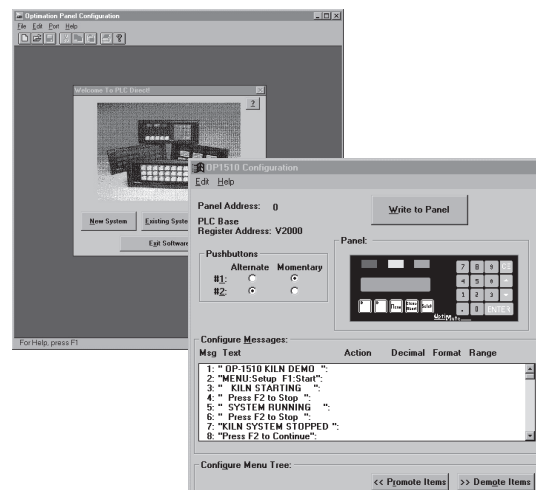 Optimation Panel Configuration
File Edit Port Help
Welcome To PLC Direct!
?
New System
Existing Syste
Exit Software
For Help, press F1
OP1510 Configuration
Edit Help
Panel Address: 0
Write to Panel
PLC Base
Register Address: V2000
Pushbuttons
Alternate Momentary
#1:
#2:
Panel:
7 8 9
4 5 6
1 2 3
. 0 ENTER
Menu
Configure Messages:
Msg Text Action Decimal Format Range
1: " OP-1510 KILN DEMO ":
2: "MENU:Setup F1:Start":
3: " KILN STARTING ":
4: " Press F2 to Stop ":
5: " SYSTEM RUNNING ":
6: " Press F2 to Stop ":
7: "KILN SYSTEM STOPPED ":
8: "Press F2 to Continue":
Configure Menu Tree:
<< Promote Items
>> Demote Items